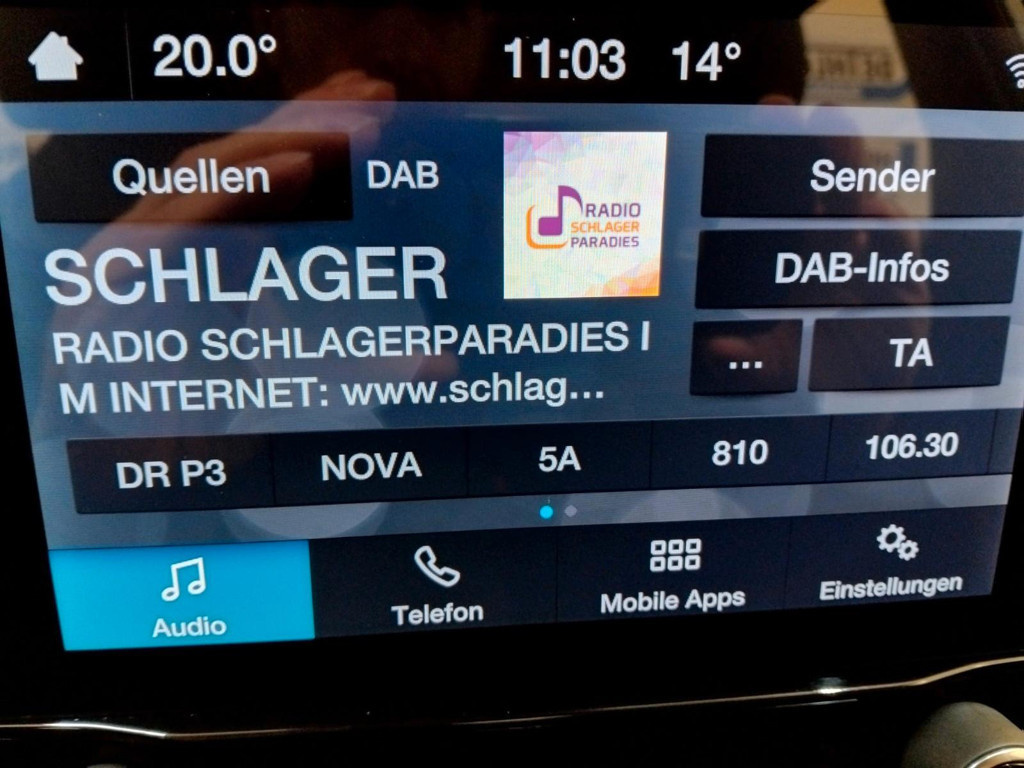 20.0° 11:03 14°
Quellen DAB
RADIO
SCHLAGER
PARADIES
Sender
SCHLAGER
DAB-Infos
RADIO SCHLAGERPARADIES I
M INTERNET: www.schlag...
... TA
DR P3 NOVA 5A 810 106.30
Audio Telefon Mobile Apps Einstellungen